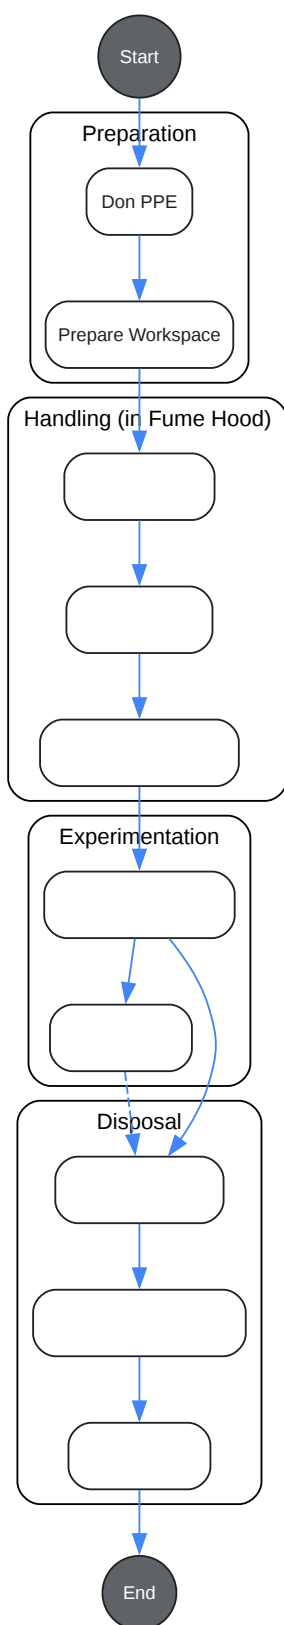 Start
Preparation
Don PPE
Prepare Workspace
Handling (in Fume Hood)
Experimentation
Disposal
End